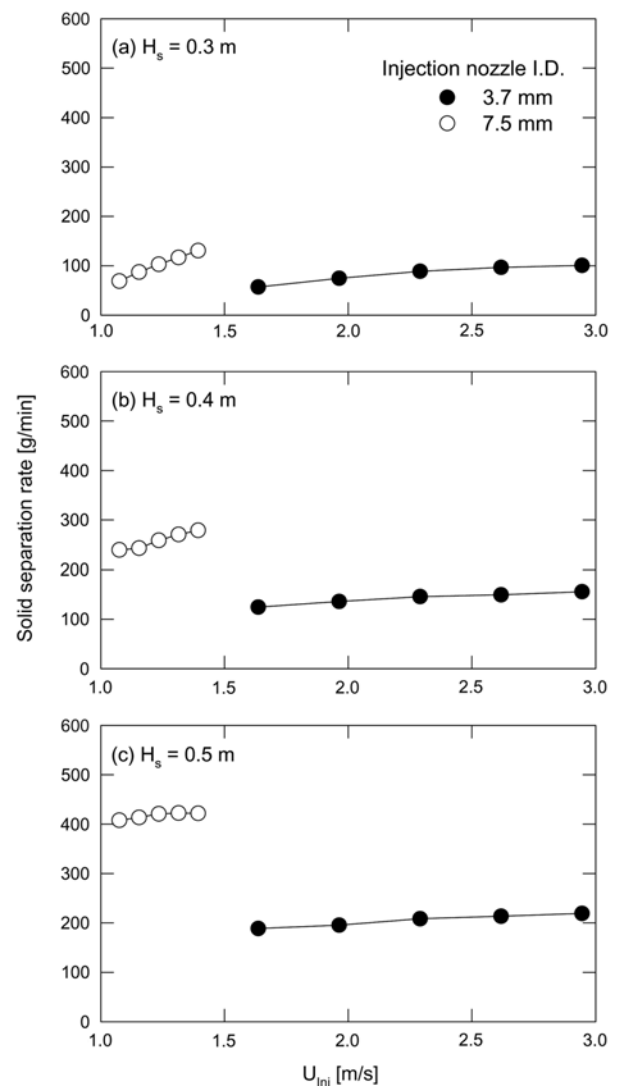 (a) Hs = 0.3 m
Injection nozzle I.D.
3.7 mm
7.5 mm
600
500
400
300
200
100
0
1.0 1.5 2.0 2.5 3.0
(b) Hs = 0.4 m
600
500
400
300
200
100
0
1.0 1.5 2.0 2.5 3.0
Solid separation rate [g/min]
(c) Hs = 0.5 m
600
500
400
300
200
100
0
1.0 1.5 2.0 2.5 3.0
UInj [m/s]